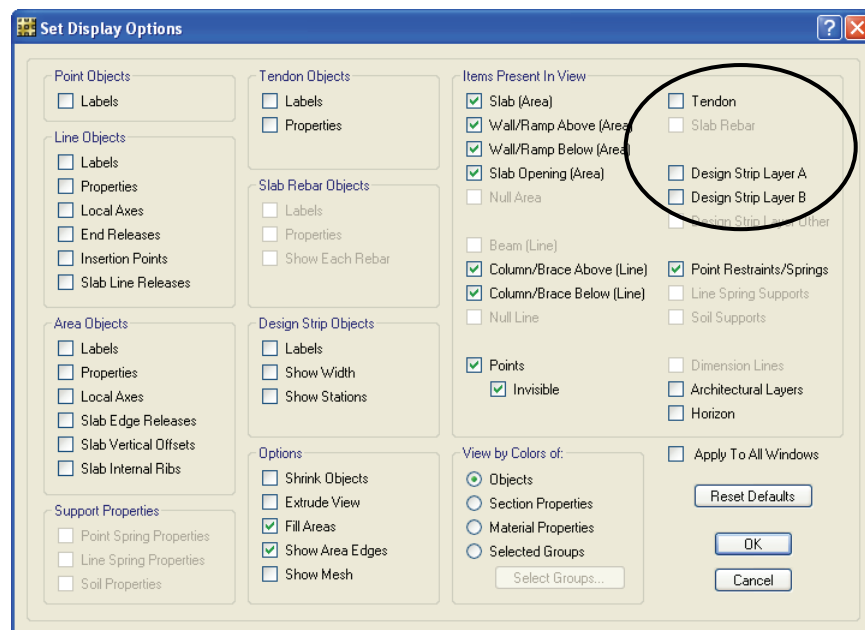 Set Display Options
Point Objects
Labels
Line Objects
Labels
Properties
Local Axes
End Releases
Insertion Points
Slab Line Releases
Area Objects
Labels
Properties
Local Axes
Slab Edge Releases
Slab Vertical Offsets
Slab Internal Ribs
Support Properties
Point Spring Properties
Line Spring Properties
Soil Properties
Tendon Objects
Labels
Properties
Slab Rebar Objects
Labels
Properties
Show Each Rebar
Design Strip Objects
Labels
Show Width
Show Stations
Options
Shrink Objects
Extrude View
Fill Areas
Show Area Edges
Show Mesh
Items Present In View
Slab (Area)
Wall/Ramp Above (Area)
Wall/Ramp Below (Area)
Slab Opening (Area)
Null Area
Beam (Line)
Column/Brace Above (Line)
Column/Brace Below (Line)
Null Line
Points
Invisible
Tendon
Slab Rebar
Design Strip Layer A
Design Strip Layer B
Design Strip Layer Other
Point Restraints/Springs
Line Spring Supports
Soil Supports
Dimension Lines
Architectural Layers
Horizon
View by Colors of:
Objects
Section Properties
Material Properties
Selected Groups
Select Groups...
Apply To All Windows
Reset Defaults
OK
Cancel